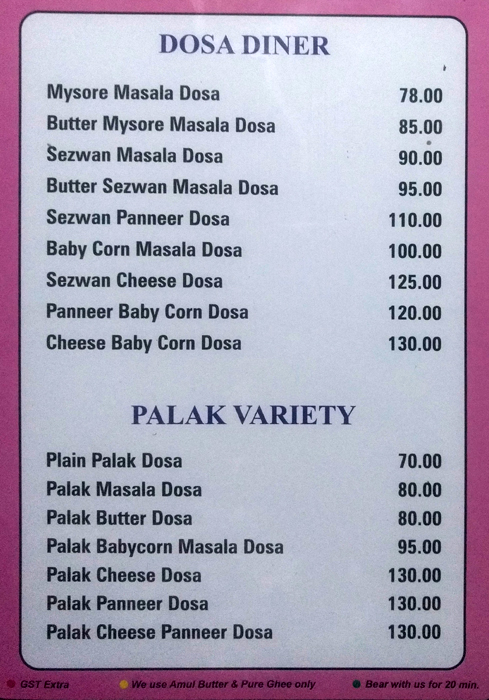 DOSA DINER
Mysore Masala Dosa 78.00
Butter Mysore Masala Dosa 85.00
Sezwan Masala Dosa 90.00
Butter Sezwan Masala Dosa 95.00
Sezwan Panneer Dosa 110.00
Baby Corn Masala Dosa 100.00
Sezwan Cheese Dosa 125.00
Panneer Baby Corn Dosa 120.00
Cheese Baby Corn Dosa 130.00
PALAK VARIETY
Plain Palak Dosa 70.00
Palak Masala Dosa 80.00
Palak Butter Dosa 80.00
Palak Babycorn Masala Dosa 95.00
Palak Cheese Dosa 130.00
Palak Panneer Dosa 130.00
Palak Cheese Panneer Dosa 130.00
GST Extra We use Amul Butter & Pure Ghee only Bear with us for 20 min.